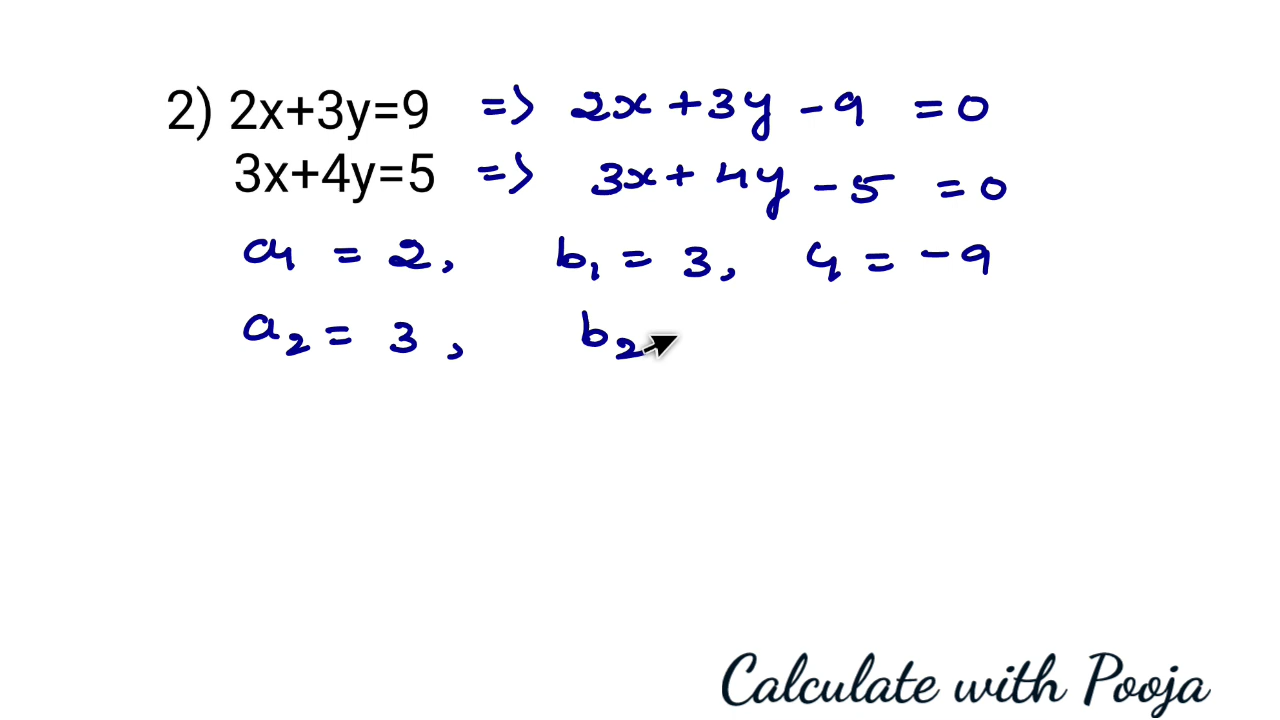 2) 2x+3y=9 => 2x + 3y - 9 = 0
3x+4y=5 => 3x + 4y - 5 = 0
a₁ = 2, b₁ = 3, c₁ = -9
a₂ = 3, b₂
Calculate with Pooja